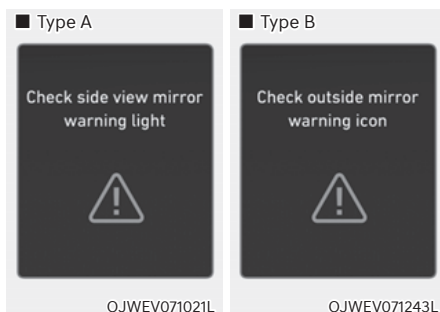 ■ Type A
Check side view mirror
warning light
OJWEV071021L
■ Type B
Check outside mirror
warning icon
OJWEV071243L